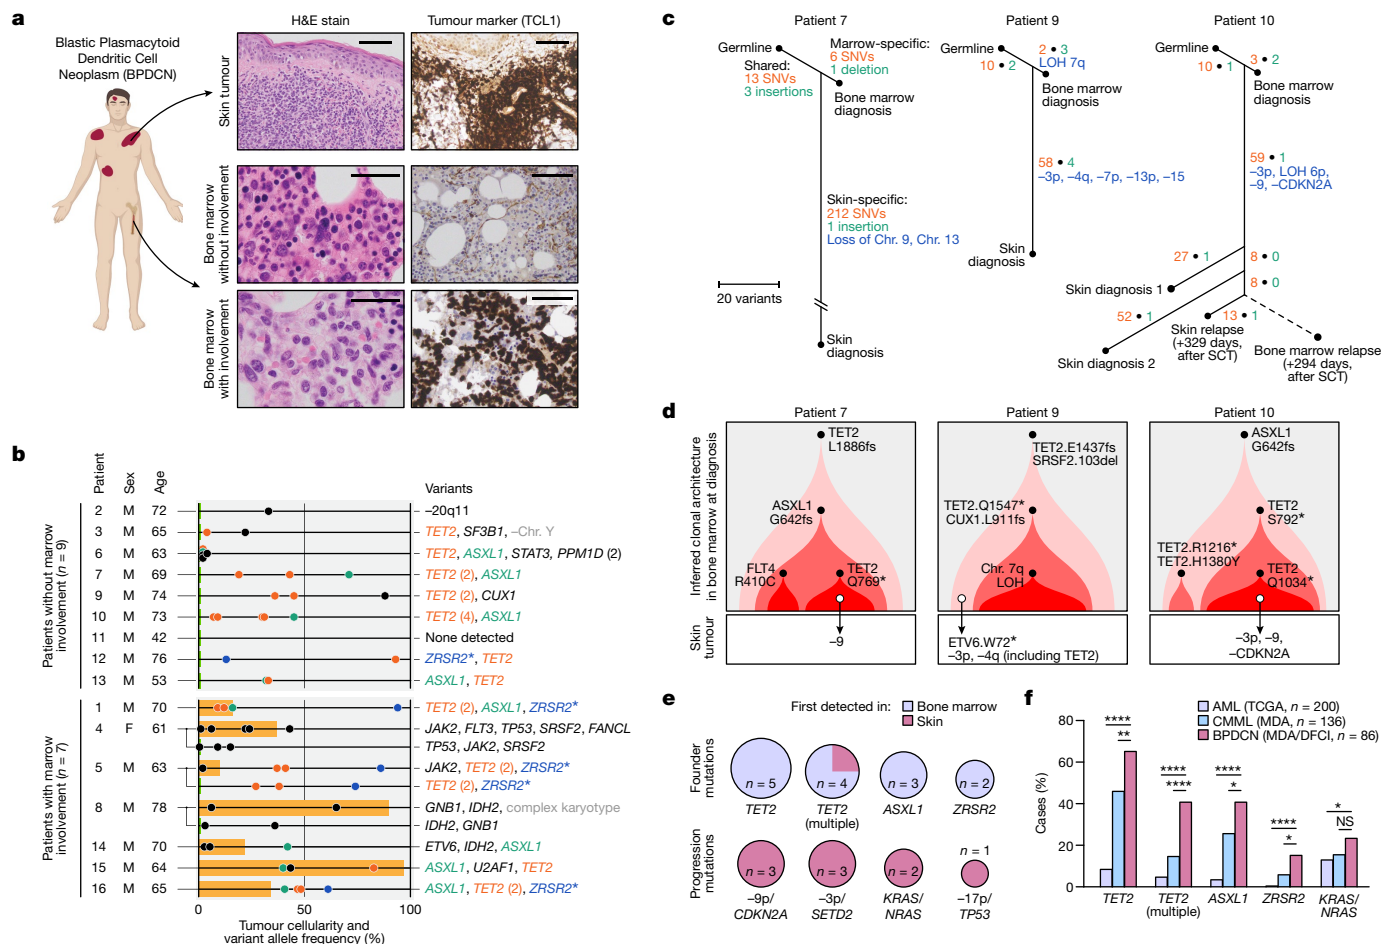 a
H&E stain
Tumour marker (TCL1)
Blastic Plasmacytoid
Dendritic Cell
Neoplasm (BPDCN)
Skin tumour
Bone marrow
without involvement
Bone marrow
with involvement
b
Patient
Sex
Age
Variants
Patients without marrow
involvement (n = 9)
2 M 72 –20q11
3 M 65 TET2, SF3B1, –Chr. Y
6 M 63 TET2, ASXL1, STAT3, PPM1D (2)
7 M 69 TET2 (2), ASXL1
9 M 74 TET2 (2), CUX1
10 M 73 TET2 (4), ASXL1
11 M 42 None detected
12 M 76 ZRSR2*, TET2
13 M 53 ASXL1, TET2
Patients with marrow
involvement (n = 7)
1 M 70 TET2 (2), ASXL1, ZRSR2*
4 F 61 JAK2, FLT3, TP53, SRSF2, FANCL
TP53, JAK2, SRSF2
5 M 63 JAK2, TET2 (2), ZRSR2*
TET2 (2), ZRSR2*
8 M 78 GNB1, IDH2, complex karyotype
IDH2, GNB1
14 M 70 ETV6, IDH2, ASXL1
15 M 64 ASXL1, U2AF1, TET2
16 M 65 ASXL1, TET2 (2), ZRSR2*
0 50 100
Tumour cellularity and
variant allele frequency (%)
c
Patient 7
Germline
Marrow-specific:
6 SNVs
1 deletion
Shared:
13 SNVs
3 insertions
Bone marrow
diagnosis
Skin-specific:
212 SNVs
1 insertion
Loss of Chr. 9, Chr. 13
20 variants
Skin
diagnosis
Patient 9
Germline
2 • 3
LOH 7q
10 • 2
Bone marrow
diagnosis
58 • 4
–3p, –4q, –7p, –13p, –15
Skin
diagnosis
Patient 10
Germline
3 • 2
10 • 1
Bone marrow
diagnosis
59 • 1
–3p, LOH 6p,
–9, –CDKN2A
27 • 1
8 • 0
Skin diagnosis 1
8 • 0
52 • 1
13 • 1
Skin diagnosis 2
Skin relapse
(+329 days,
after SCT)
Bone marrow relapse
(+294 days,
after SCT)
d
Inferred clonal architecture
in bone marrow at diagnosis
Skin
tumour
Patient 7
TET2
L1886fs
ASXL1
G642fs
FLT4
R410C
TET2
Q769*
–9
Patient 9
TET2.E1437fs
SRSF2.103del
TET2.Q1547*
CUX1.L911fs
Chr. 7q
LOH
ETV6.W72*
–3p, –4q (including TET2)
Patient 10
ASXL1
G642fs
TET2
S792*
TET2.R1216*
TET2.H1380Y
TET2
Q1034*
–3p, –9,
–CDKN2A
e
First detected in:
Bone marrow
Skin
Founder
mutations
n = 5
n = 4
n = 3
n = 2
TET2
TET2
(multiple)
ASXL1
ZRSR2
Progression
mutations
n = 3
n = 3
n = 2
n = 1
–9p/
CDKN2A
–3p/
SETD2
KRAS/
NRAS
–17p/
TP53
f
AML (TCGA, n = 200)
CMML (MDA, n = 136)
BPDCN (MDA/DFCI, n = 86)
Cases (%)
80
60
40
20
0
****
**
****
****
****
*
****
*
*
NS
TET2
TET2
(multiple)
ASXL1
ZRSR2
KRAS/
NRAS